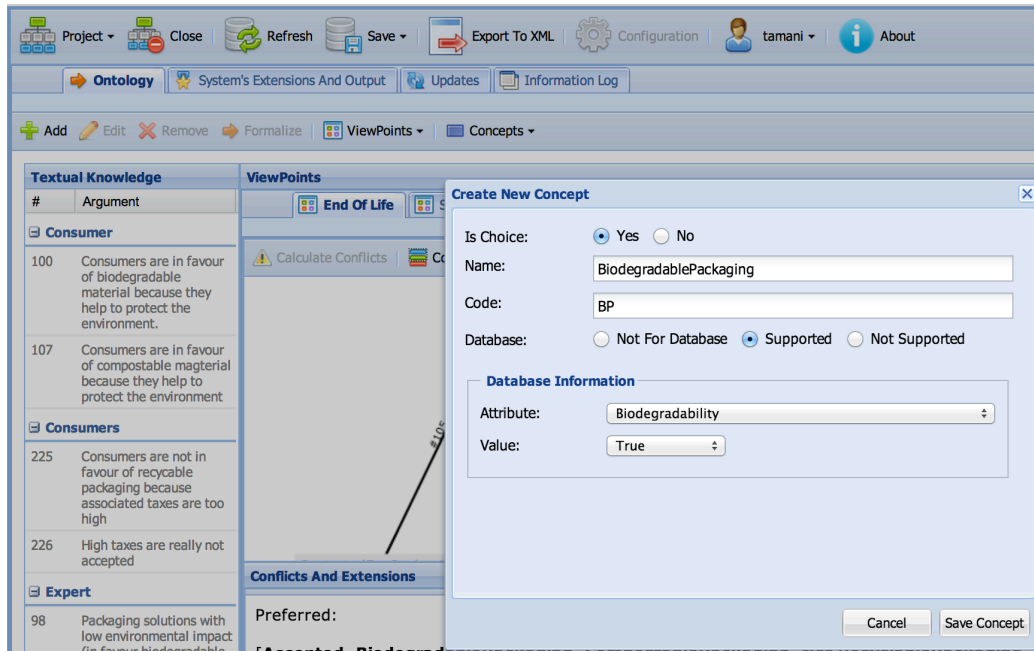 Project Close Refresh Save Export To XML Configuration tamani About
Ontology System's Extensions And Output Updates Information Log
Add Edit Remove Formalize ViewPoints Concepts
Textual Knowledge
# Argument
Consumer
100 Consumers are in favour
of biodegradable
material because they
help to protect the
environment.
107 Consumers are in favour
of compostable magterial
because they help to
protect the environment
Consumers
225 Consumers are not in
favour of recycable
packaging because
associated taxes are too
high
226 High taxes are really not
accepted
Expert
98 Packaging solutions with
low environmental impact
(in favour biodegradable
ViewPoints
End Of Life S
Calculate Conflicts Co
#105
Conflicts And Extensions
Preferred:
Create New Concept
Is Choice: Yes No
Name: BiodegradablePackaging
Code: BP
Database: Not For Database Supported Not Supported
Database Information
Attribute: Biodegradability
Value: True
Cancel Save Concept